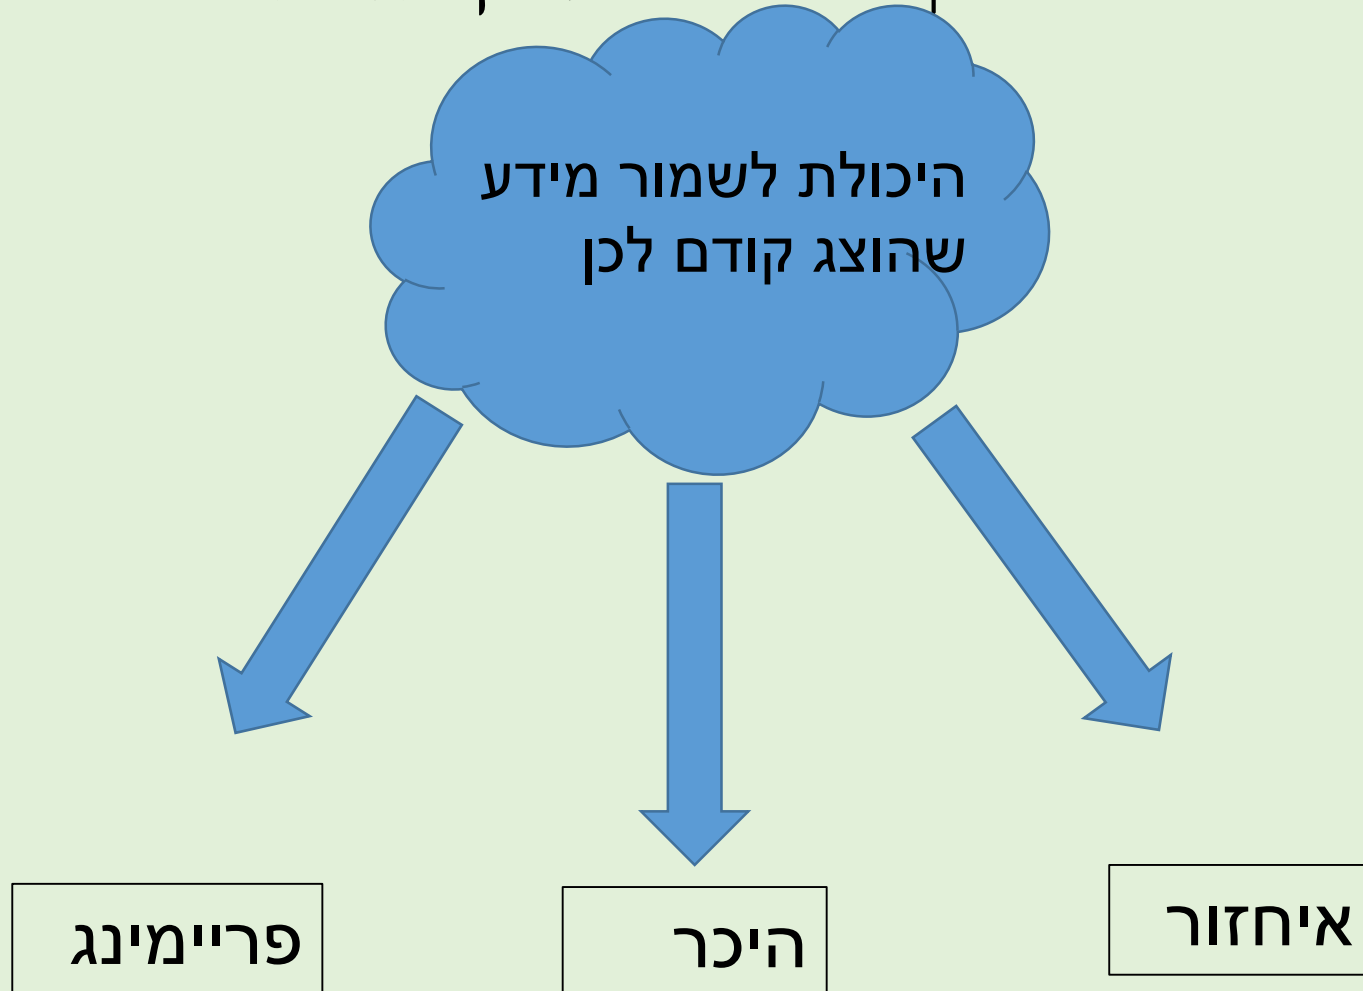 היכולת לשמור מידע
שהוצג קודם לכן
איחזור
היכר
פריימינג